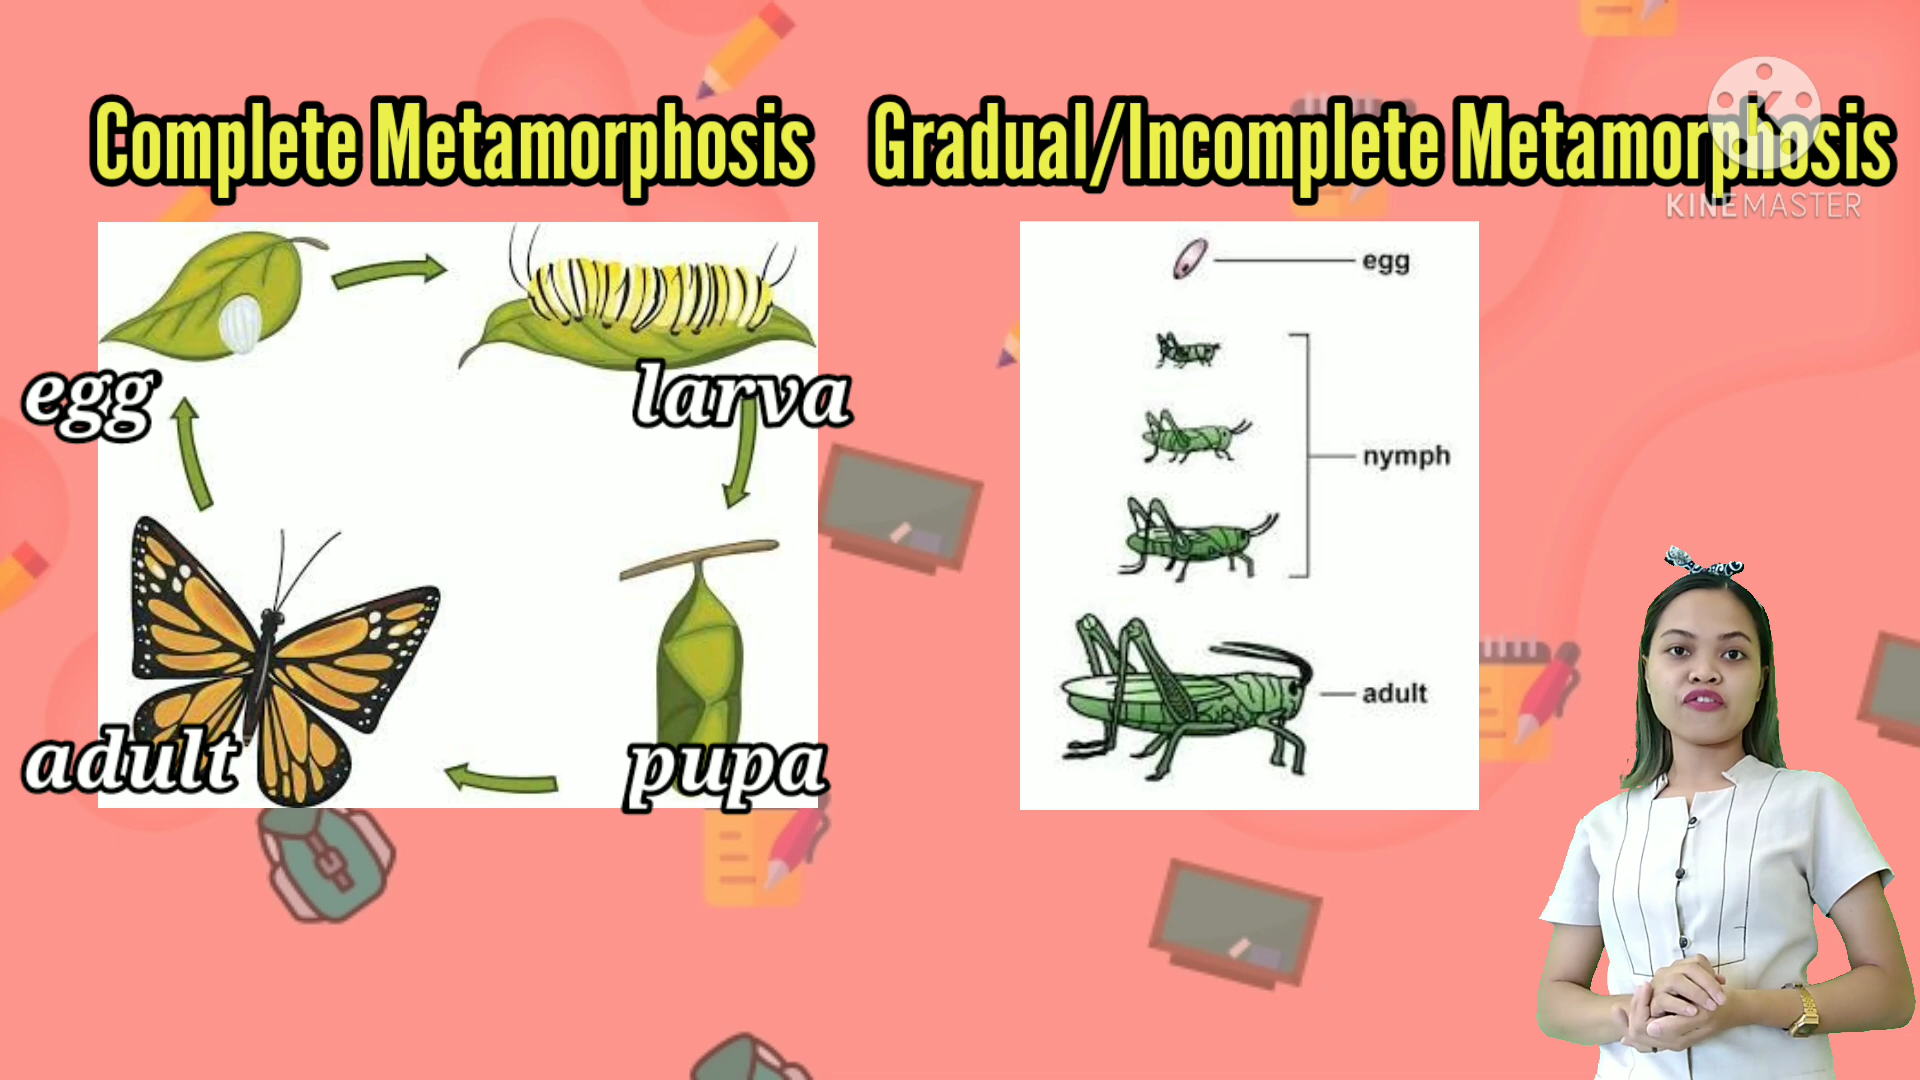 Complete Metamorphosis
Gradual/Incomplete Metamorphosis
KINEMASTER
egg
larva
adult
pupa
egg
nymph
adult